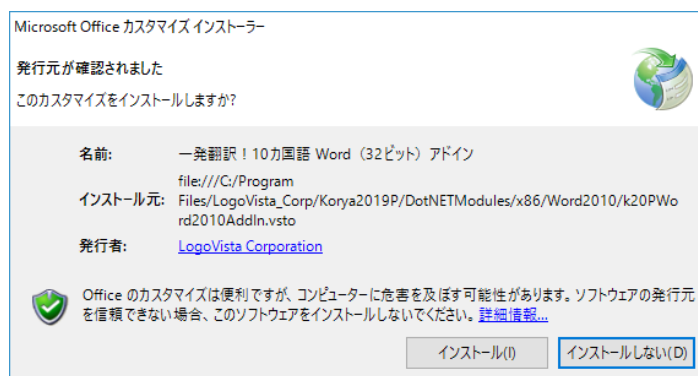 Microsoft Office カスタマイズ インストーラー
発行元が確認されました
このカスタマイズをインストールしますか?
名前: 一発翻訳！10カ国語 Word（32ビット）アドイン
file:///C:/Program
インストール元: Files/LogoVista_Corp/Korya2019P/DotNETModules/x86/Word2010/k20PWo
rd2010AddIn.vsto
発行者: LogoVista Corporation
Office のカスタマイズは便利ですが、コンピューターに危害を及ぼす可能性があります。ソフトウェアの発行元
を信頼できない場合、このソフトウェアをインストールしないでください。詳細情報...
インストール(I) インストールしない(D)